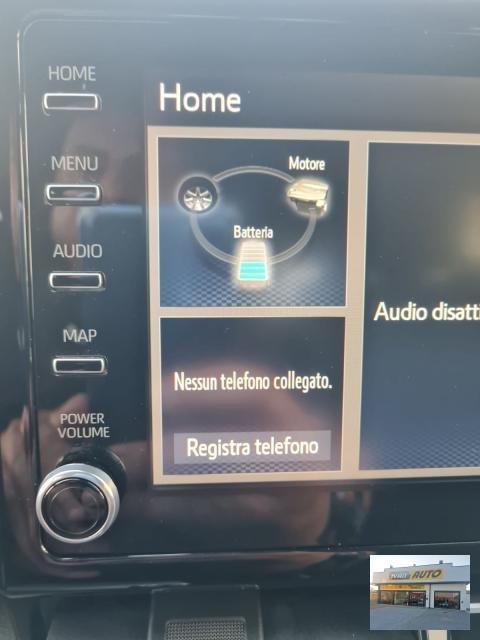 HOME
Home
MENU
Motore
Batteria
AUDIO
Audio disatti
MAP
Nessun telefono collegato.
POWER
VOLUME
Registra telefono
AUTO